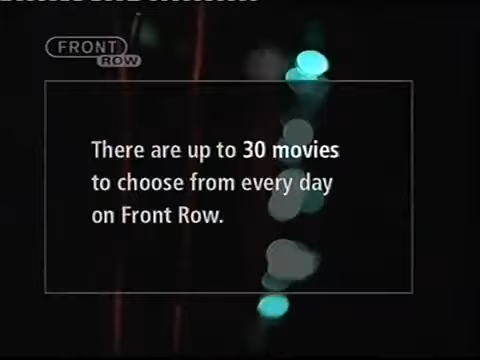 FRONT
ROW
There are up to 30 movies
to choose from every day
on Front Row.